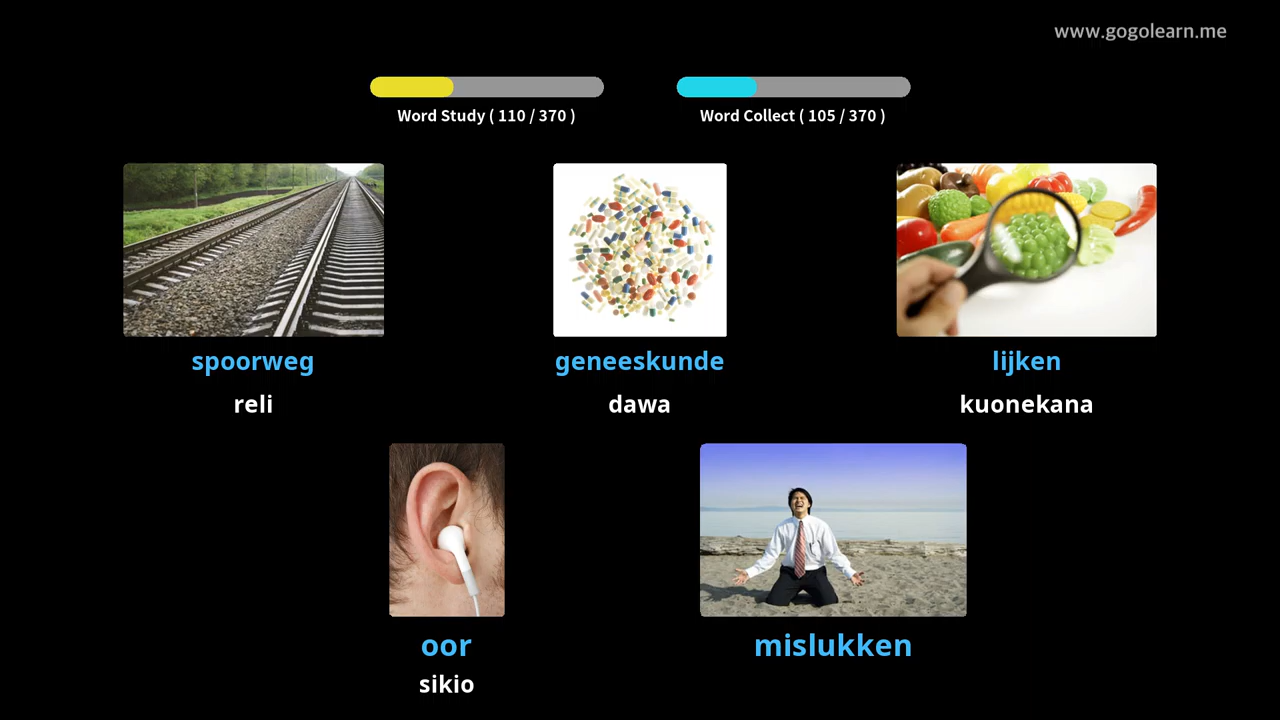 www.gogolearn.me
Word Study ( 110 / 370 )
Word Collect ( 105 / 370 )
spoorweg
geneeskunde
lijken
reli
dawa
kuonekana
oor
mislukken
sikio